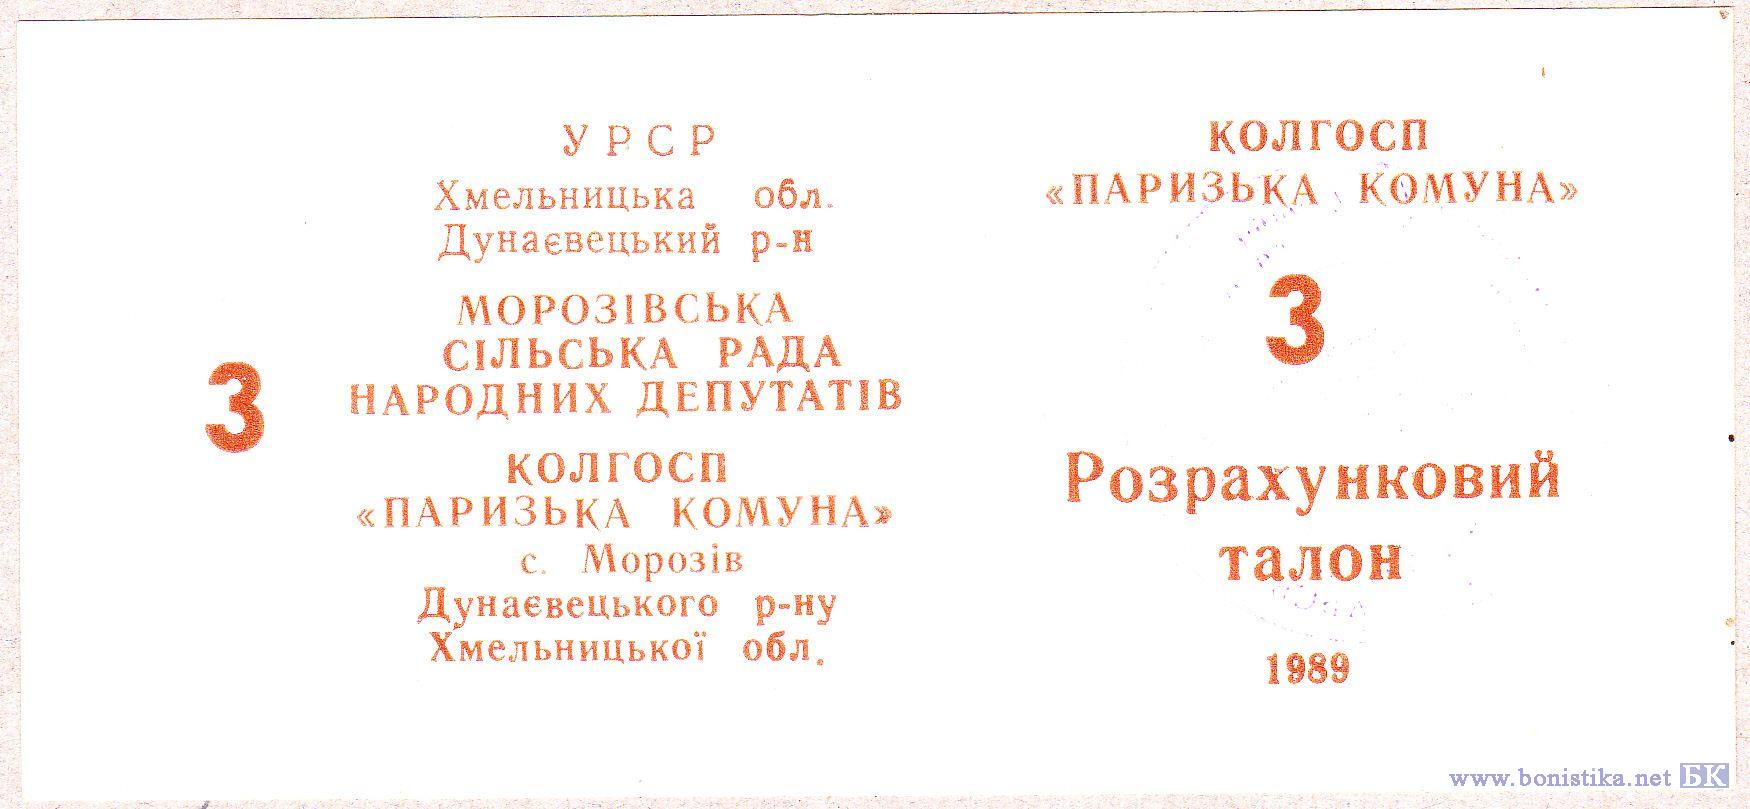 УРСР
Хмельницька обл.
Дунаєвецький р-н
МОРОЗІВСЬКА
СІЛЬСЬКА РАДА
НАРОДНИХ ДЕПУТАТІВ
3
КОЛГОСП
«ПАРИЗЬКА КОМУНА»
с. Морозів
Дунаєвецького р-ну
Хмельницької обл.
КОЛГОСП
«ПАРИЗЬКА КОМУНА»
3
Розрахунковий
талон
1989
www.bonistika.net БК